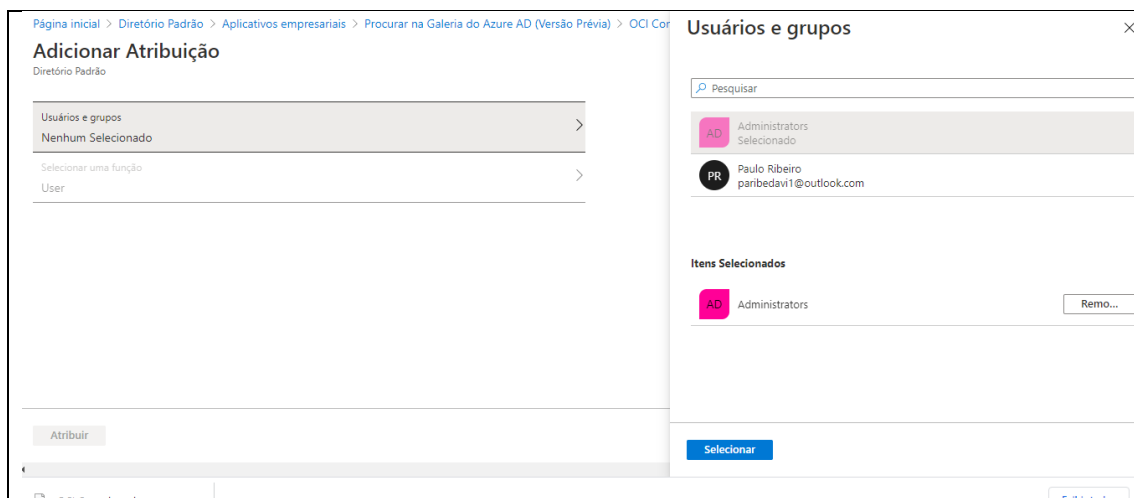 Página inicial > Diretório Padrão > Aplicativos empresariais > Procurar na Galeria do Azure AD (Versão Prévia) > OCI
Adicionar Atribuição
Diretório Padrão
Usuários e grupos
Nenhum Selecionado
Selecionar uma função
User
Atribuir
Usuários e grupos
Pesquisar
AD
Administrators
Selecionado
PR
Paulo Ribeiro
paribedavi1@outlook.com
Itens Selecionados
AD
Administrators
Remo...
Selecionar